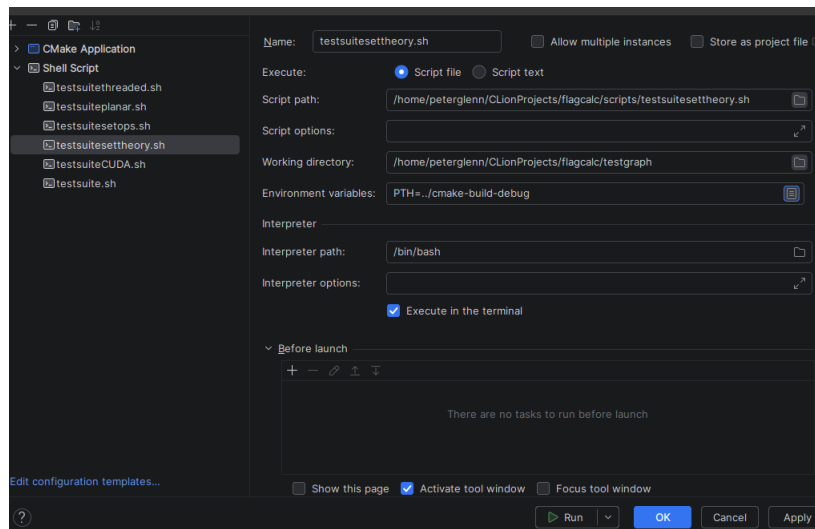 CMake Application
Shell Script
testsuitethreaded.sh
testsuiteplanar.sh
testsuitesetops.sh
testsuitesettheory.sh
testsuiteCUDA.sh
testsuite.sh
Edit configuration templates...
Name: testsuitesettheory.sh Allow multiple instances Store as project file
Execute: Script file Script text
Script path: /home/peterglenn/CLionProjects/flagcalc/scripts/testsuitesettheory.sh
Script options:
Working directory: /home/peterglenn/CLionProjects/flagcalc/testgraph
Environment variables: PTH=../cmake-build-debug
Interpreter
Interpreter path: /bin/bash
Interpreter options:
Execute in the terminal
Before launch
There are no tasks to run before launch
Show this page Activate tool window Focus tool window
? Run OK Cancel Apply